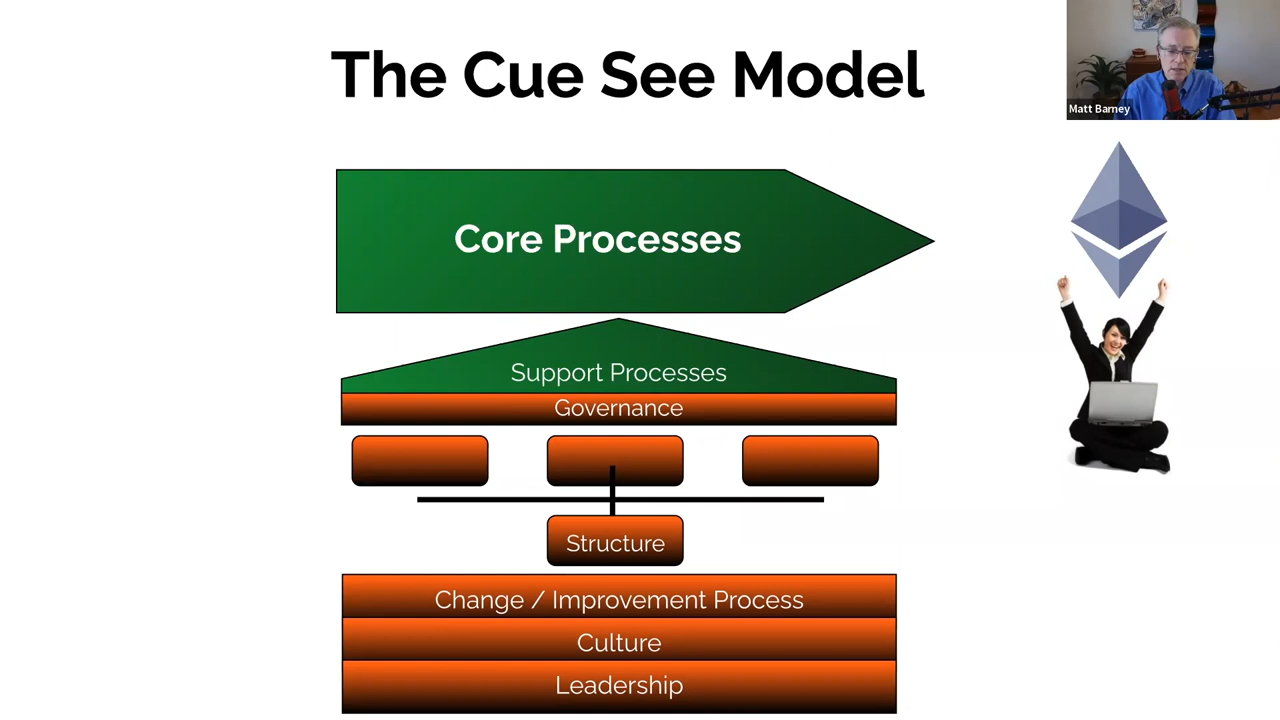 The Cue See Model
Matt Barney
Core Processes
Support Processes
Governance
Structure
Change / Improvement Process
Culture
Leadership